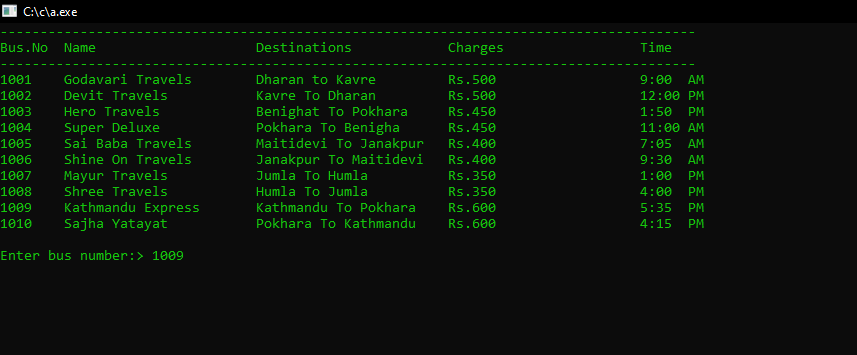 C:\c\a.exe
---------------------------------------------------------------------------------------
Bus.No  Name                    Destinations            Charges                 Time
---------------------------------------------------------------------------------------
1001    Godavari Travels        Dharan to Kavre         Rs.500                  9:00  AM
1002    Devit Travels           Kavre To Dharan         Rs.500                  12:00 PM
1003    Hero Travels            Benighat To Pokhara     Rs.450                  1:50  PM
1004    Super Deluxe            Pokhara To Benigha      Rs.450                  11:00 AM
1005    Sai Baba Travels        Maitidevi To Janakpur   Rs.400                  7:05  AM
1006    Shine On Travels        Janakpur To Maitidevi   Rs.400                  9:30  AM
1007    Mayur Travels           Jumla To Humla          Rs.350                  1:00  PM
1008    Shree Travels           Humla To Jumla          Rs.350                  4:00  PM
1009    Kathmandu Express       Kathmandu To Pokhara    Rs.600                  5:35  PM
1010    Sajha Yatayat           Pokhara To Kathmandu    Rs.600                  4:15  PM
Enter bus number:> 1009